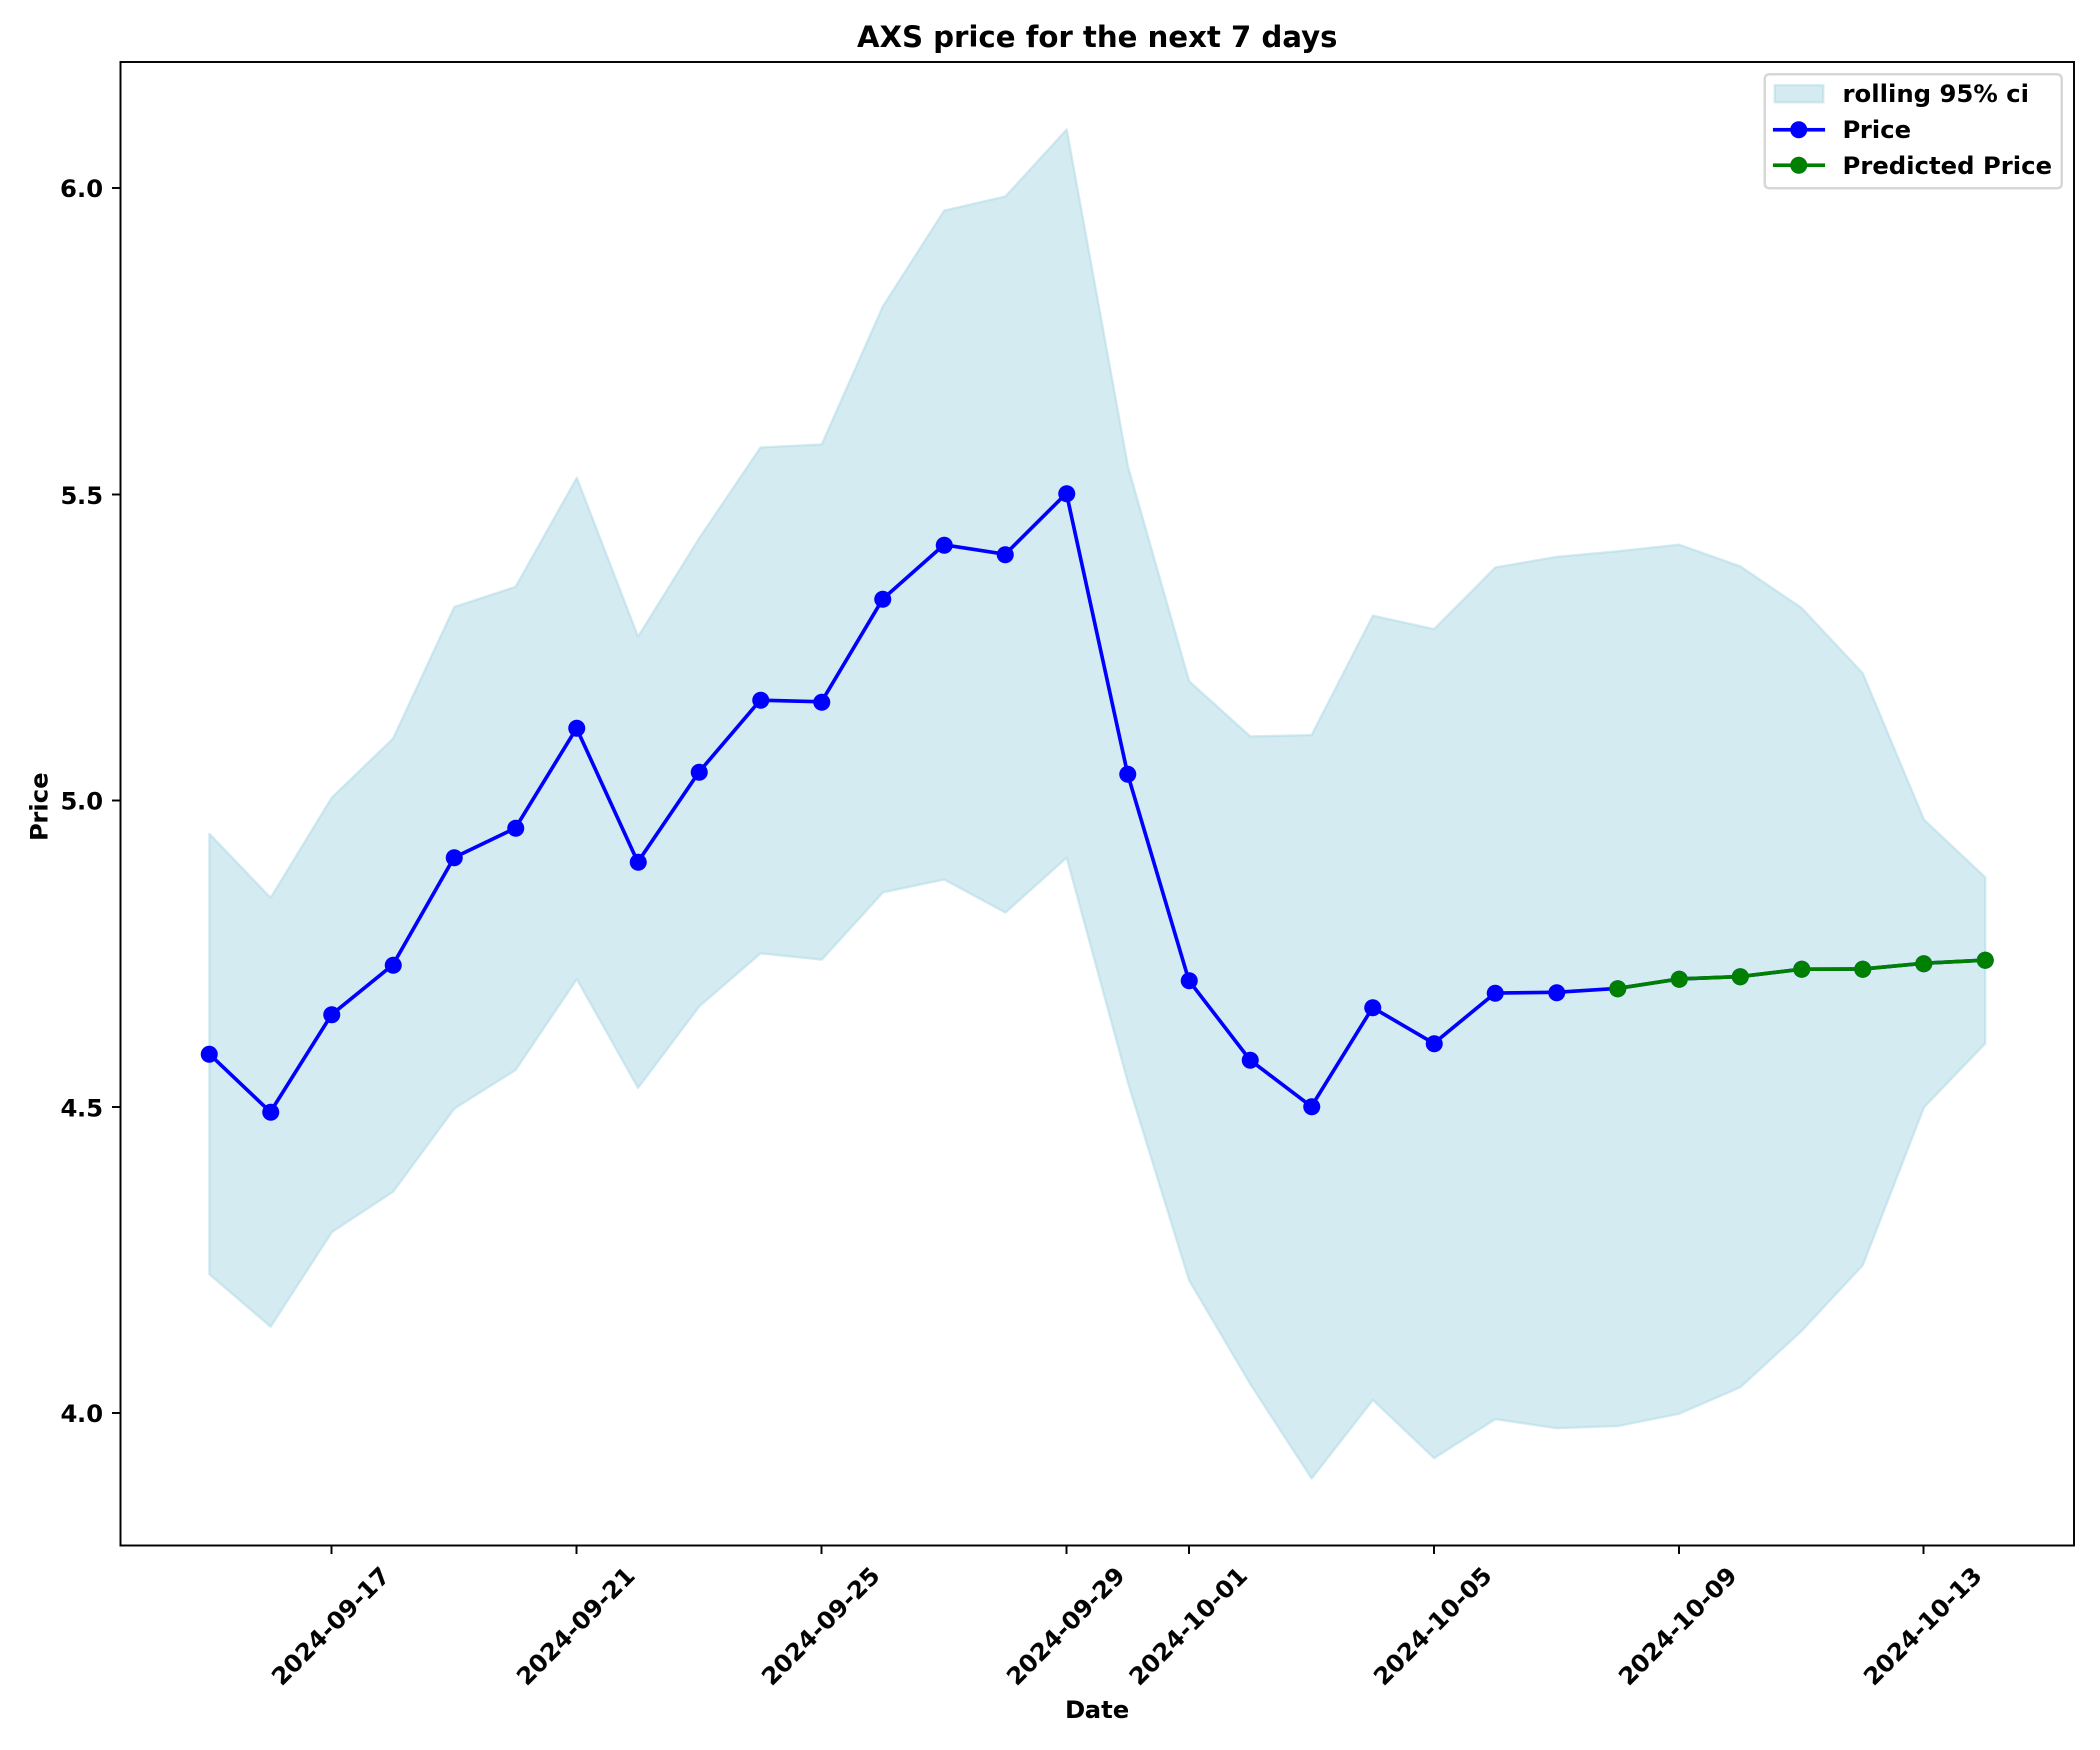 AXS price for the next 7 days
rolling 95% ci
Price
Predicted Price
6.0
5.5
5.0
4.5
4.0
Price
2024-09-17
2024-09-21
2024-09-25
2024-09-29
2024-10-01
2024-10-05
2024-10-09
2024-10-13
Date